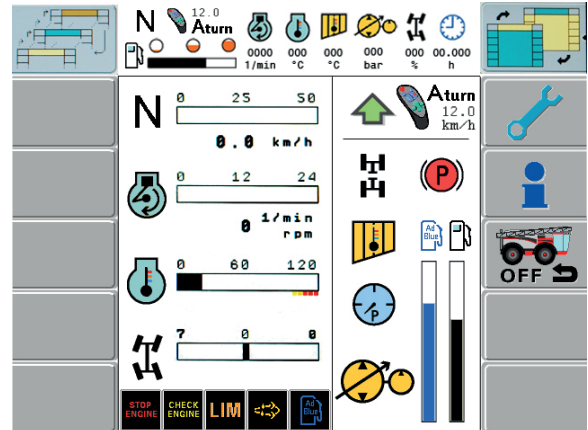 N 12.0
Aturn
0000 000 000 000 000 00.000
1/min °C °C bar % h
N 0 25 50
0.0 km/h
Aturn
12.0
km/h
0 12 24
0 1/min
rpm
P
Ad
Blue
0 60 120
P
7 0 0
OFF
STOP
ENGINE
CHECK
ENGINE
LIM
Ad
Blue